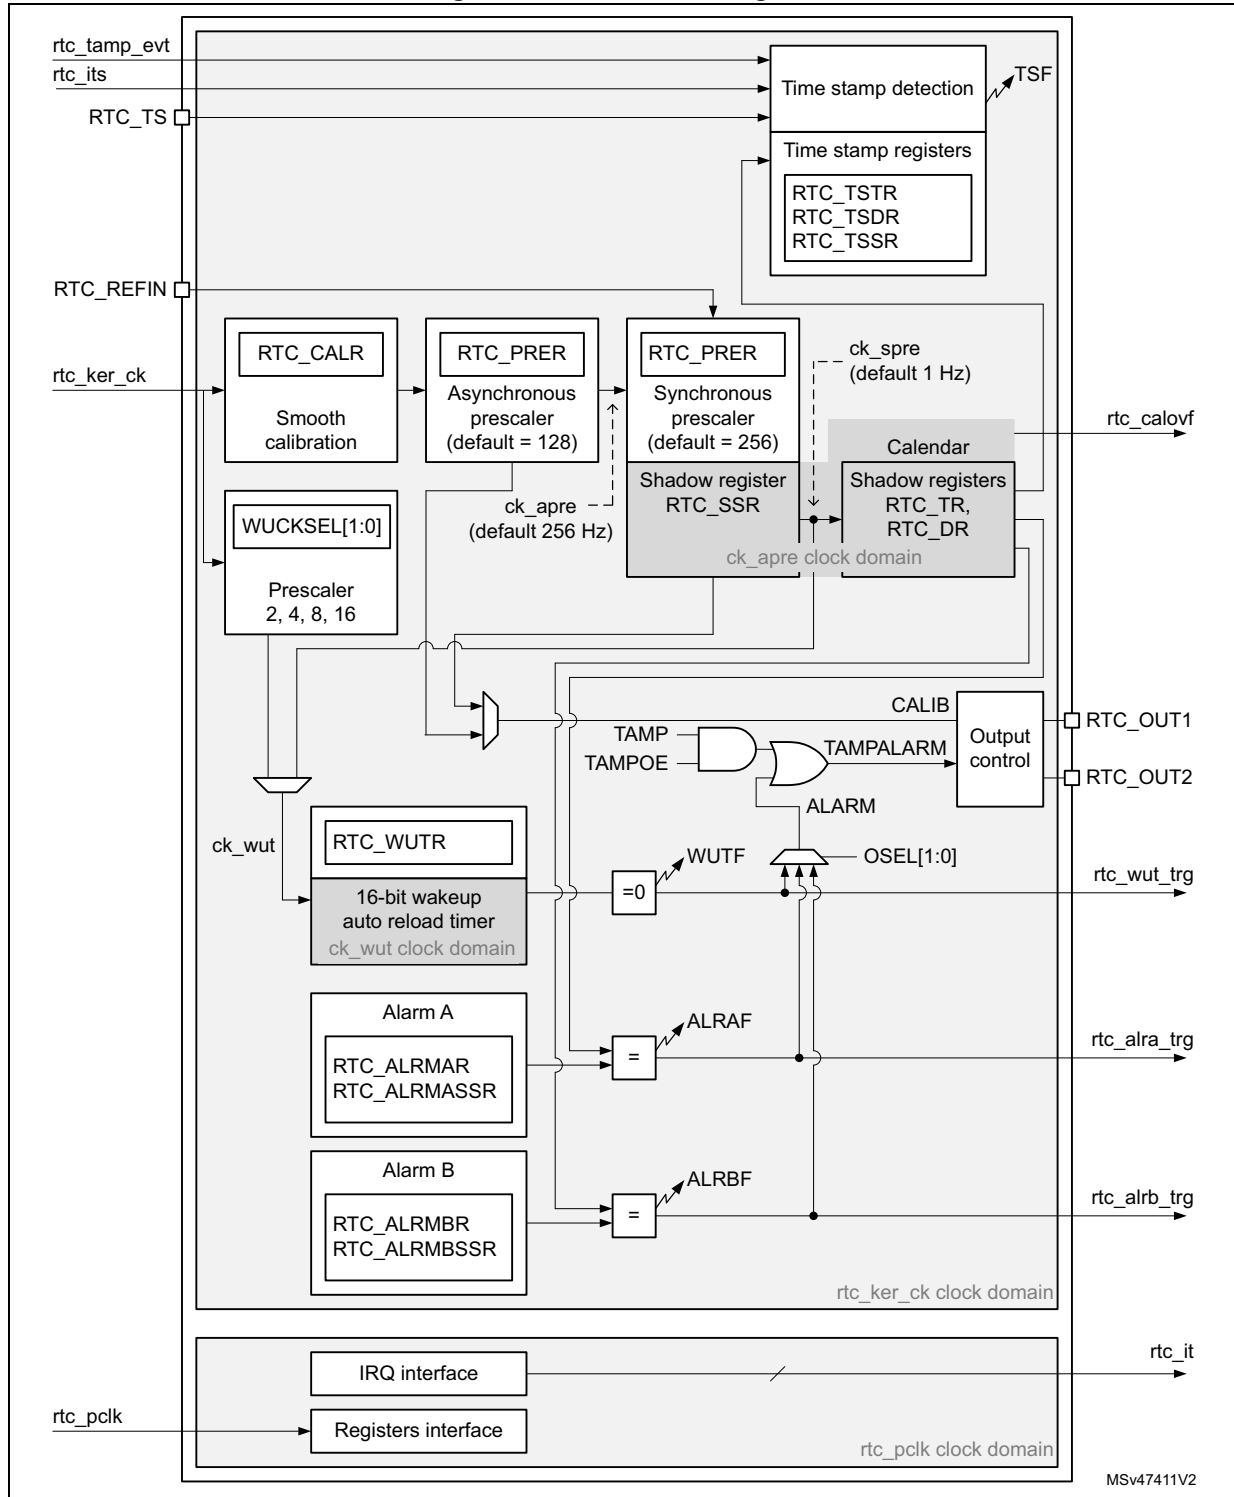 rtc_tamp_evt
rtc_its
RTC_TS
Time stamp detection
TSF
Time stamp registers
RTC_TSTR
RTC_TSDR
RTC_TSSR
RTC_REFIN
rtc_ker_ck
RTC_CALR
Smooth
calibration
RTC_PRER
Asynchronous
prescaler
(default = 128)
RTC_PRER
Synchronous
prescaler
(default = 256)
ck_spre
(default 1 Hz)
rtc_calovf
Calendar
Shadow register
RTC_SSR
Shadow registers
RTC_TR,
RTC_DR
ck_apre
(default 256 Hz)
ck_apre clock domain
WUCKSEL[1:0]
Prescaler
2, 4, 8, 16
CALIB
TAMP
TAMPOE
TAMPALARM
Output
control
RTC_OUT1
RTC_OUT2
ALARM
OSEL[1:0]
ck_wut
RTC_WUTR
16-bit wakeup
auto reload timer
ck_wut clock domain
=0
WUTF
rtc_wut_trg
Alarm A
RTC_ALRMAR
RTC_ALRMASSR
=
ALRAF
rtc_alra_trg
Alarm B
RTC_ALRMBR
RTC_ALRMBSSR
=
ALRBF
rtc_alrb_trg
rtc_ker_ck clock domain
IRQ interface
rtc_it
rtc_pclk
Registers interface
rtc_pclk clock domain
MSv47411V2